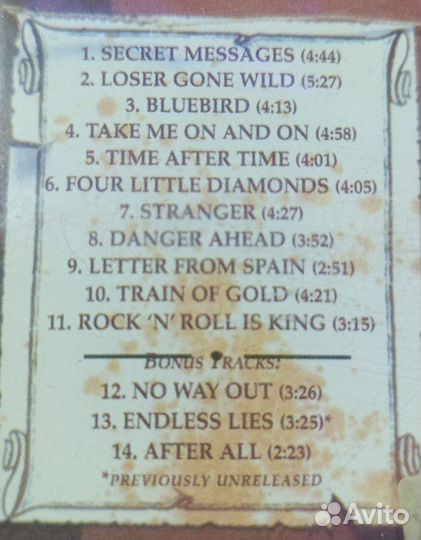 1. SECRET MESSAGES (4:44)
2. LOSER GONE WILD (5:27)
3. BLUEBIRD (4:13)
4. TAKE ME ON AND ON (4:58)
5. TIME AFTER TIME (4:01)
6. FOUR LITTLE DIAMONDS (4:05)
7. STRANGER (4:27)
8. DANGER AHEAD (3:52)
9. LETTER FROM SPAIN (2:51)
10. TRAIN OF GOLD (4:21)
11. ROCK 'N' ROLL IS KING (3:15)
BONUS TRACKS:
12. NO WAY OUT (3:26)
13. ENDLESS LIES (3:25)*
14. AFTER ALL (2:23)
*PREVIOUSLY UNRELEASED
Avito